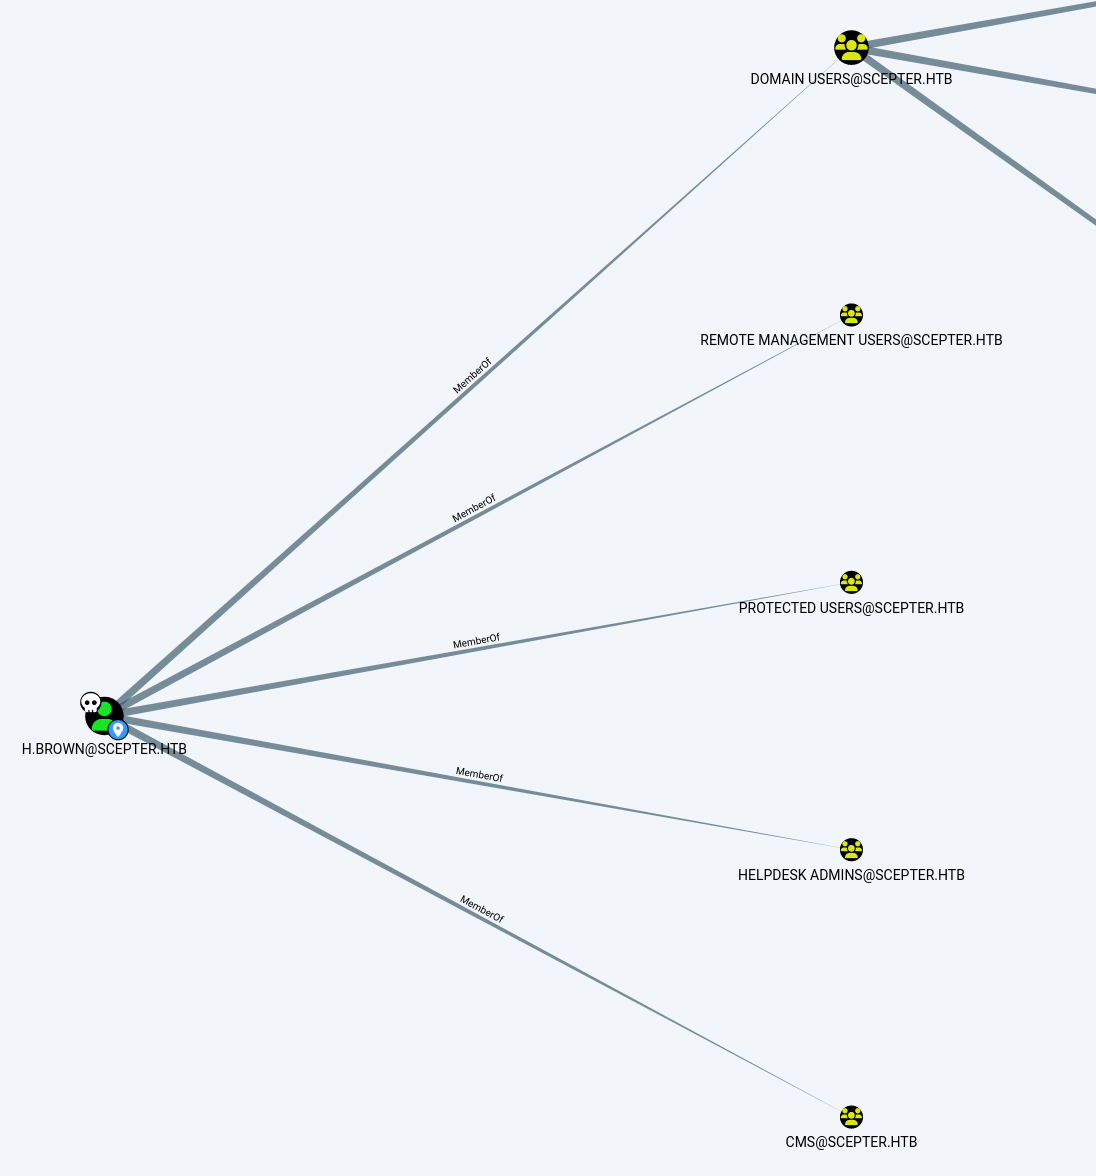 DOMAIN USERS@SCEPTER.HTB
REMOTE MANAGEMENT USERS@SCEPTER.HTB
MemberOf
MemberOf
PROTECTED USERS@SCEPTER.HTB
MemberOf
H.BROWN@SCEPTER.HTB
MemberOf
HELPDESK ADMINS@SCEPTER.HTB
MemberOf
CMS@SCEPTER.HTB